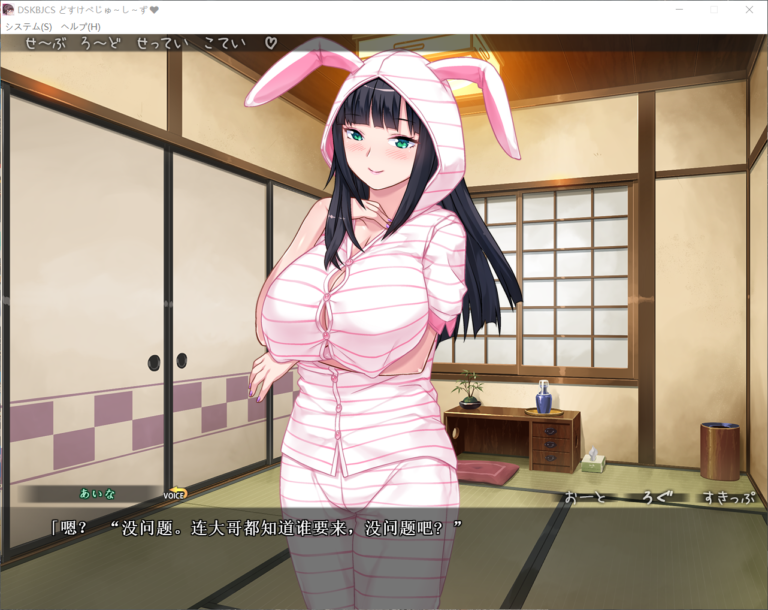 DSKBJCS どすけべじゅーしーず♥
システム(S) ヘルプ(H)
せ～ぶ ろ～ど せってい こてい ♡
あいな VOICE
おーと ろぐ すきっぷ
「嗯？ “没问题。连大哥都知道谁要来，没问题吧？”